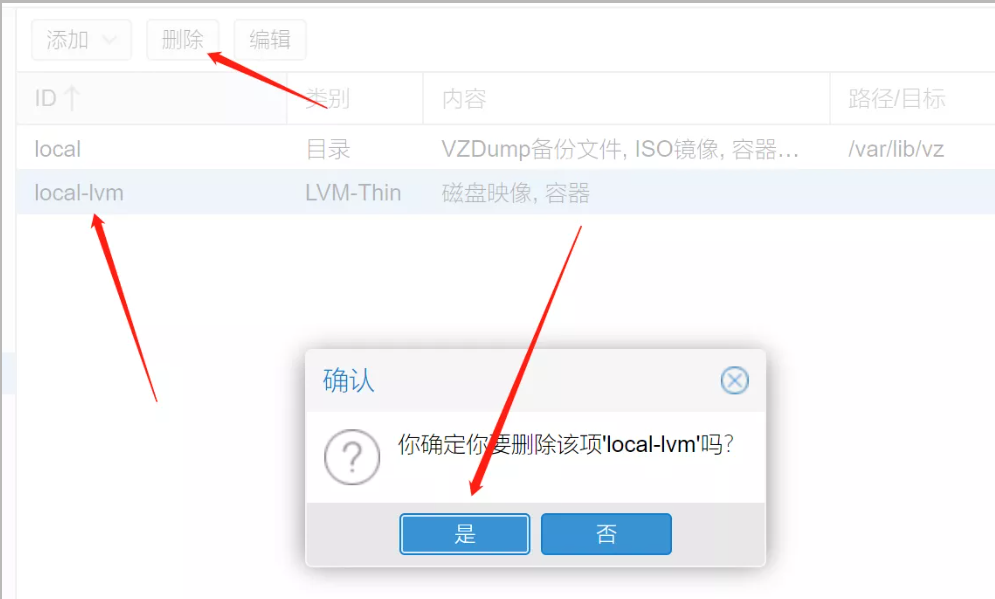 添加 删除 编辑
ID 类别 内容 路径/目标
local 目录 VZDump备份文件, ISO镜像, 容器... /var/lib/vz
local-lvm LVM-Thin 磁盘映像, 容器
确认
你确定你要删除该项'local-lvm'吗?
是 否